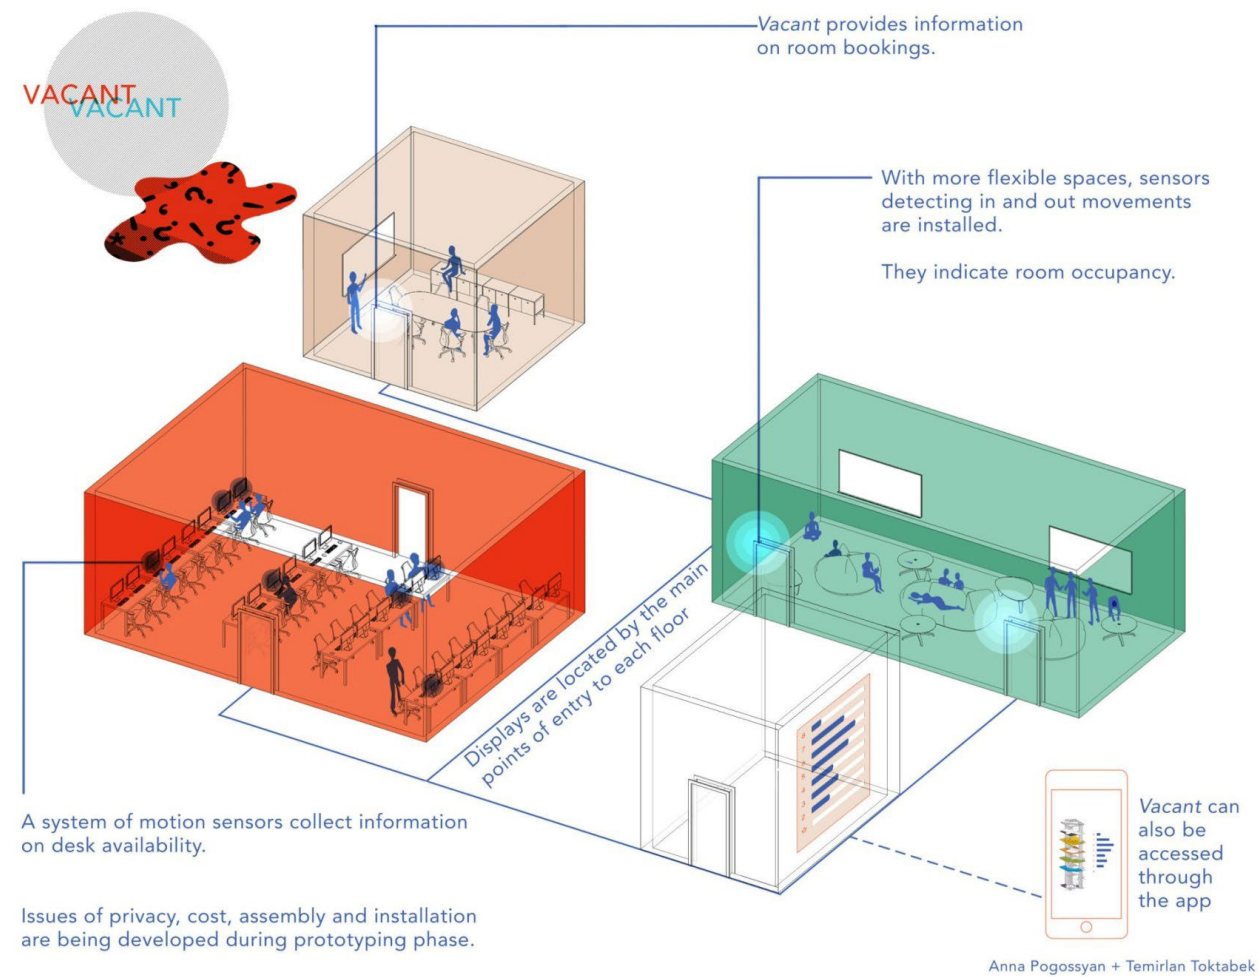 VACANT
VACANT
Vacant provides information
on room bookings.
With more flexible spaces, sensors
detecting in and out movements
are installed.
They indicate room occupancy.
Displays are located by the main
points of entry to each floor
A system of motion sensors collect information
on desk availability.
Issues of privacy, cost, assembly and installation
are being developed during prototyping phase.
Vacant can
also be
accessed
through
the app
Anna Pogossyan + Temirlan Toktabek